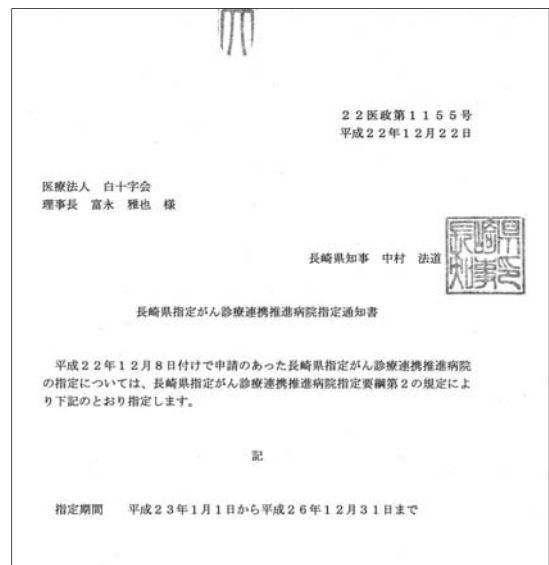 22医政第1155号
平成22年12月22日
医療法人 白十字会
理事長 富永 雅也 様
長崎県知事 中村 法道
長崎県知事印
長崎県指定がん診療連携推進病院指定通知書
平成22年12月8日付けで申請のあった長崎県指定がん診療連携推進病院
の指定については、長崎県指定がん診療連携推進病院指定要綱第2の規定によ
り下記のとおり指定します。
記
指定期間 平成23年1月1日から平成26年12月31日まで